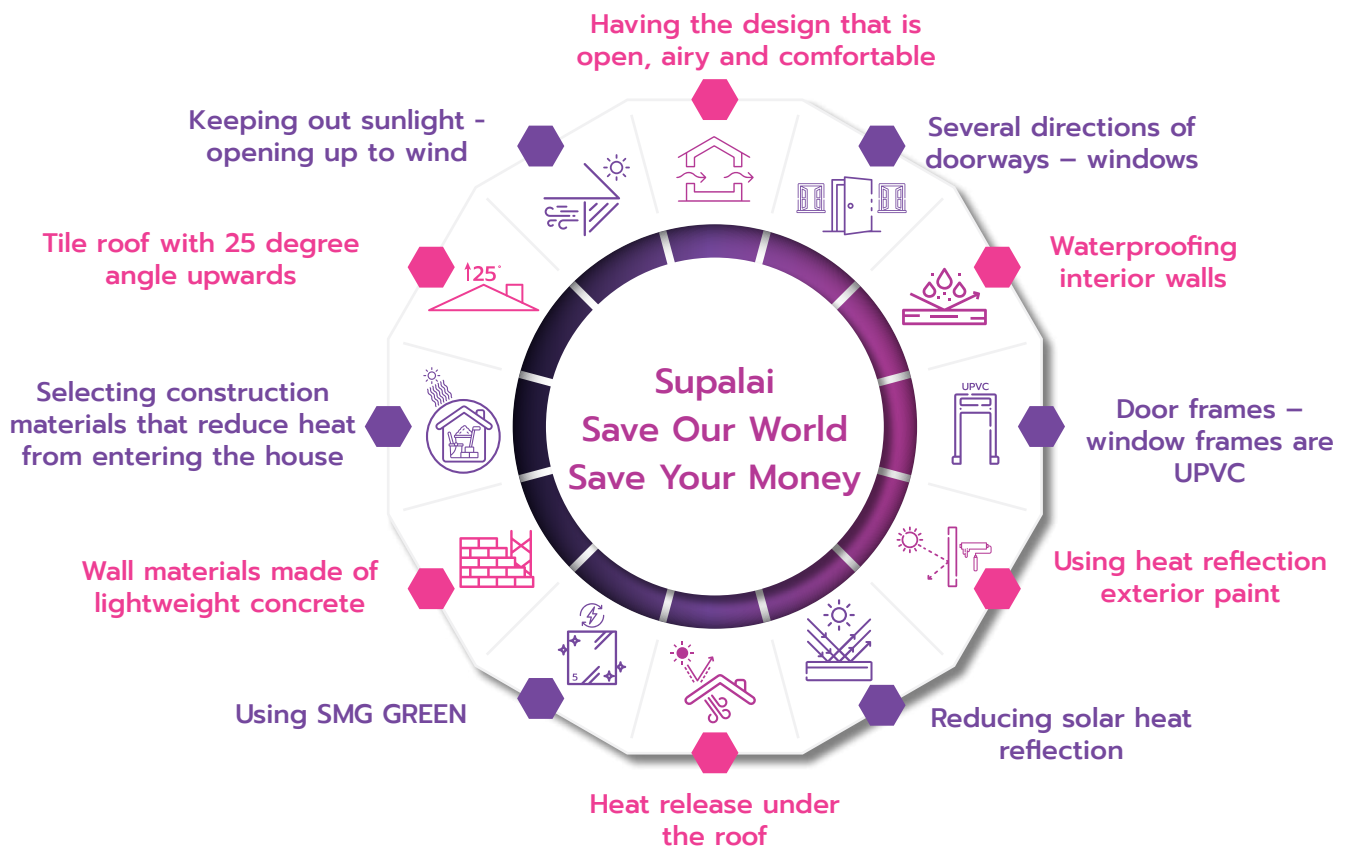 Having the design that is
open, airy and comfortable
Keeping out sunlight -
opening up to wind
Several directions of
doorways – windows
Tile roof with 25 degree
angle upwards
25°
Waterproofing
interior walls
Selecting construction
materials that reduce heat
from entering the house
Supalai
Save Our World
Save Your Money
UPVC
Door frames –
window frames are
UPVC
Wall materials made of
lightweight concrete
Using heat reflection
exterior paint
5
Using SMG GREEN
Reducing solar heat
reflection
Heat release under
the roof